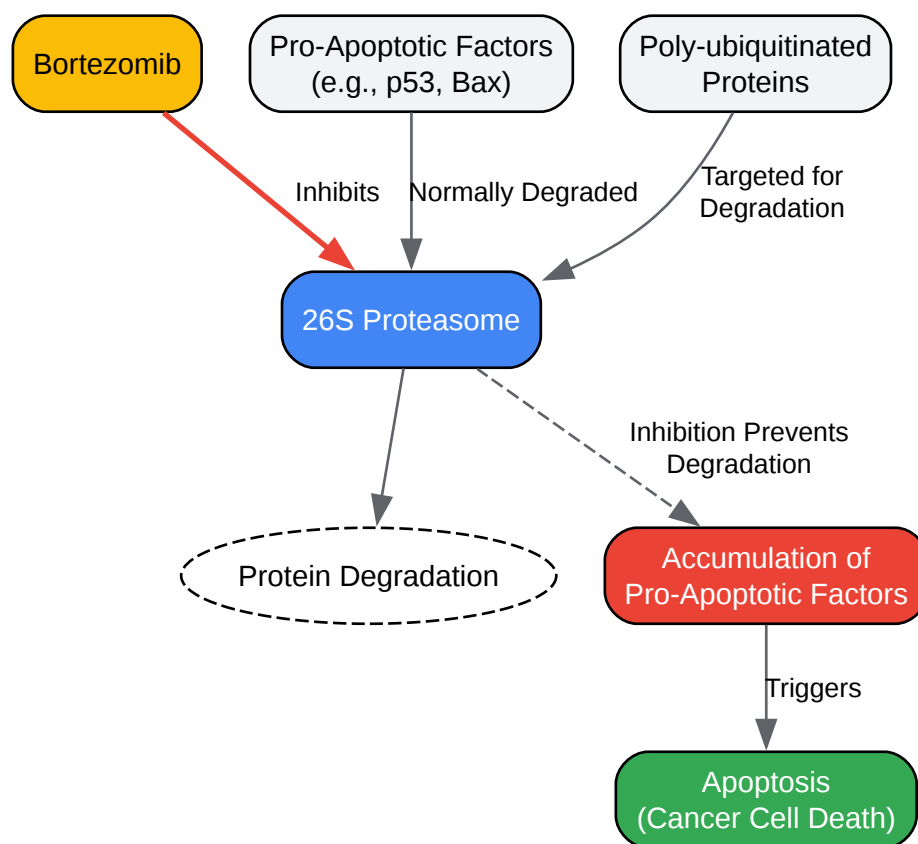 Bortezomib
Pro-Apoptotic Factors
(e.g., p53, Bax)
Poly-ubiquitinated
Proteins
Inhibits
Normally Degraded
Targeted for
Degradation
26S Proteasome
Inhibition Prevents
Degradation
Protein Degradation
Accumulation of
Pro-Apoptotic Factors
Triggers
Apoptosis
(Cancer Cell Death)